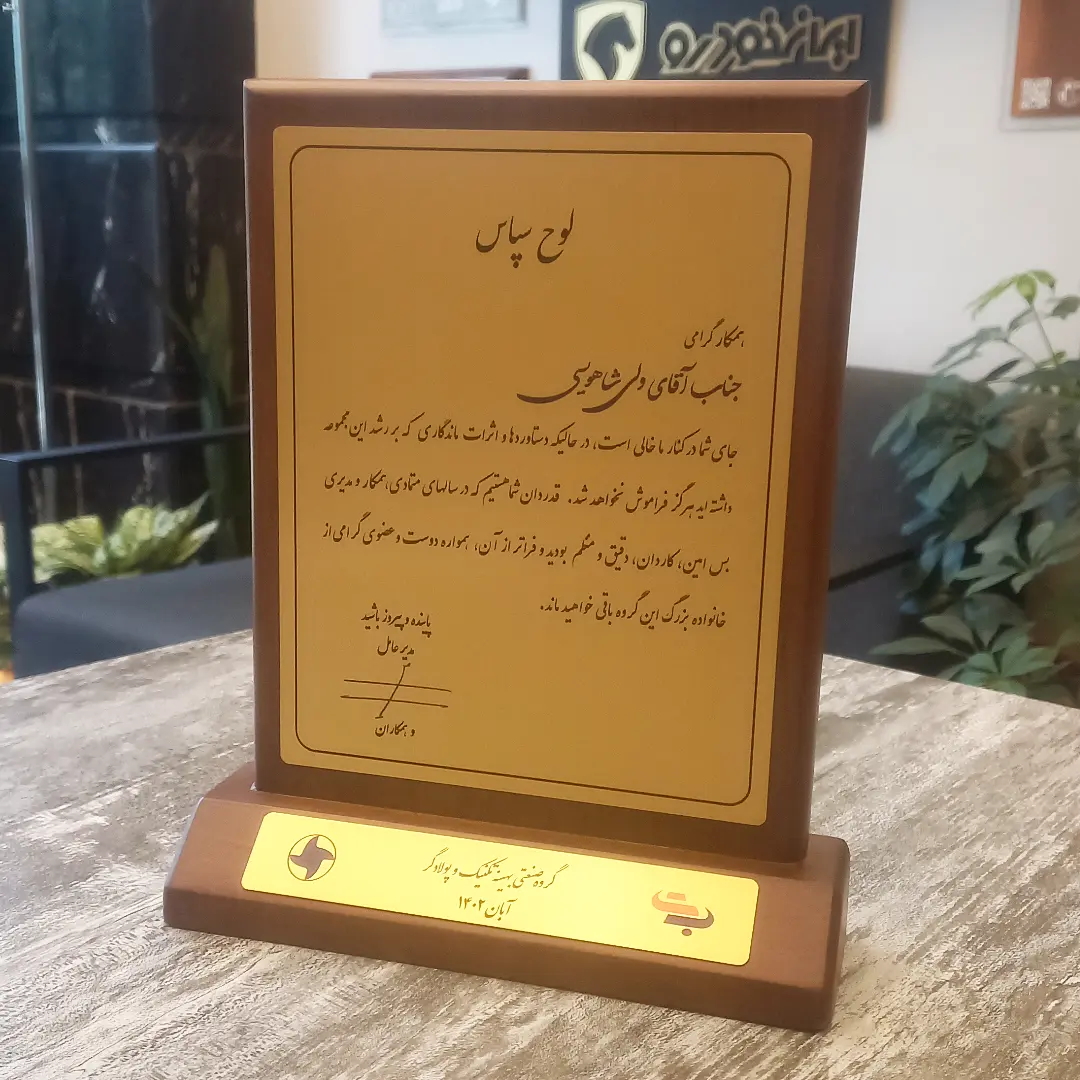 ایران خودرو
لوح سپاس
همکار گرامی
جناب آقای ولی شاهویسی
جای شما در کنار ما خالی است، در حالیکه دستاوردها و اثرات ماندگاری که بر رشد این مجموعه
داشته اید هرگز فراموش نخواهد شد. قدردان شما هستیم که در سالهای متمادی همکار و مدیری
بس امین، کاردان، دقیق و منظم بودید و فراتر از آن، همواره دوست و عضوی گرامی از
خانواده بزرگ این گروه باقی خواهید ماند.
پاینده و پیروز باشید
مدیر عامل
و همکاران
گروه صنعتی بهینه تکنیک و پولادگر
آبان ۱۴۰۲